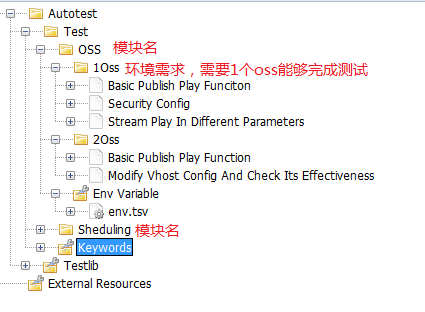 Autotest
Test
OSS 模块名
1Oss 环境需求，需要1个oss能够完成测试
Basic Publish Play Funciton
Security Config
Stream Play In Different Parameters
2Oss
Basic Publish Play Function
Modify Vhost Config And Check Its Effectiveness
Env Variable
env.tsv
Sheduling 模块名
Keywords
Testlib
External Resources